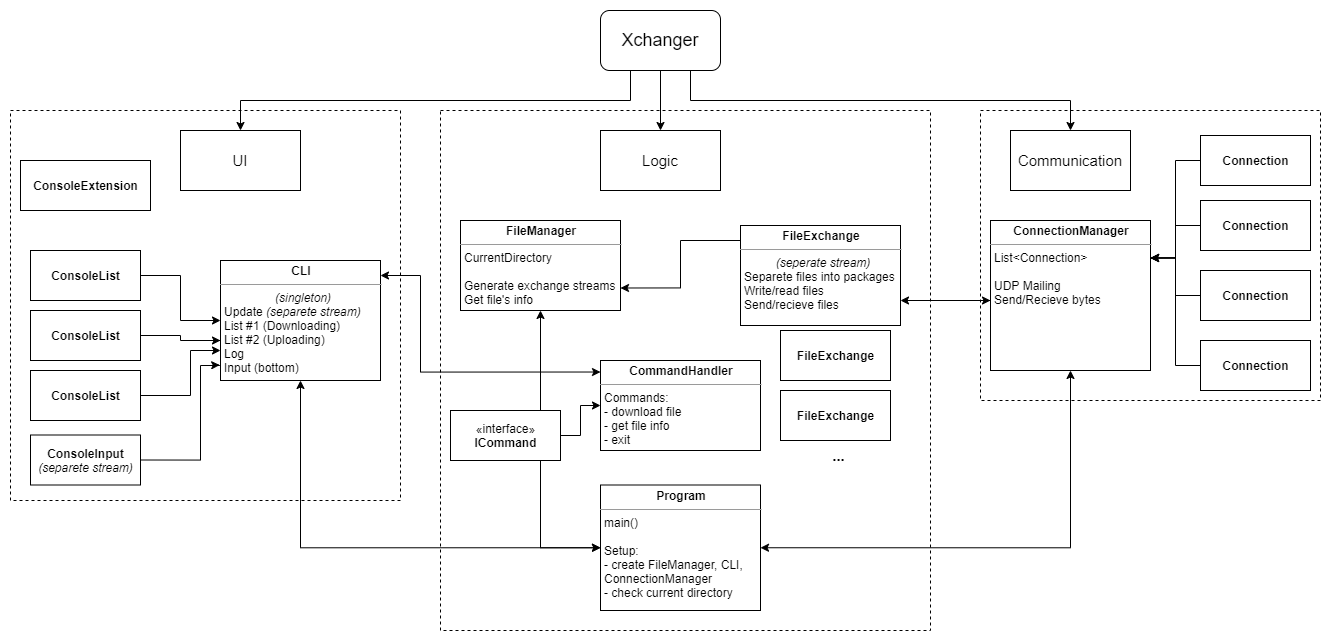 Xchanger
UI
ConsoleExtension
ConsoleList
ConsoleList
ConsoleList
ConsoleInput
(separete stream)
CLI
(singleton)
Update (separete stream)
List #1 (Downloading)
List #2 (Uploading)
Log
Input (bottom)
Logic
FileManager
CurrentDirectory
Generate exchange streams
Get file's info
FileExchange
(seperate stream)
Separete files into packages
Write/read files
Send/recieve files
FileExchange
FileExchange
...
CommandHandler
Commands:
- download file
- get file info
- exit
«interface»
ICommand
Program
main()
Setup:
- create FileManager, CLI,
ConnectionManager
- check current directory
Communication
ConnectionManager
List<Connection>
UDP Mailing
Send/Recieve bytes
Connection
Connection
Connection
Connection